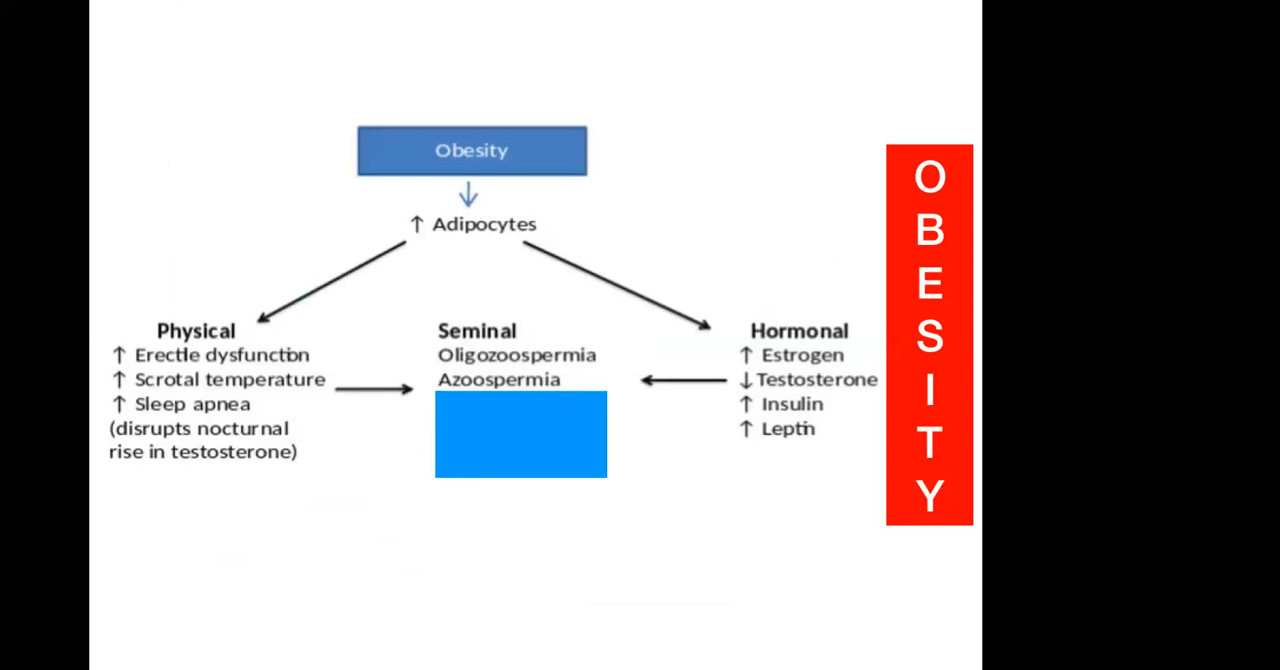 Obesity
↑ Adipocytes
Physical
↑ Erectle dysfunction
↑ Scrotal temperature
↑ Sleep apnea
(disrupts nocturnal
rise in testosterone)
Seminal
Oligozoospermia
Azoospermia
Hormonal
↑ Estrogen
↓ Testosterone
↑ Insulin
↑ Leptin
O
B
E
S
I
T
Y